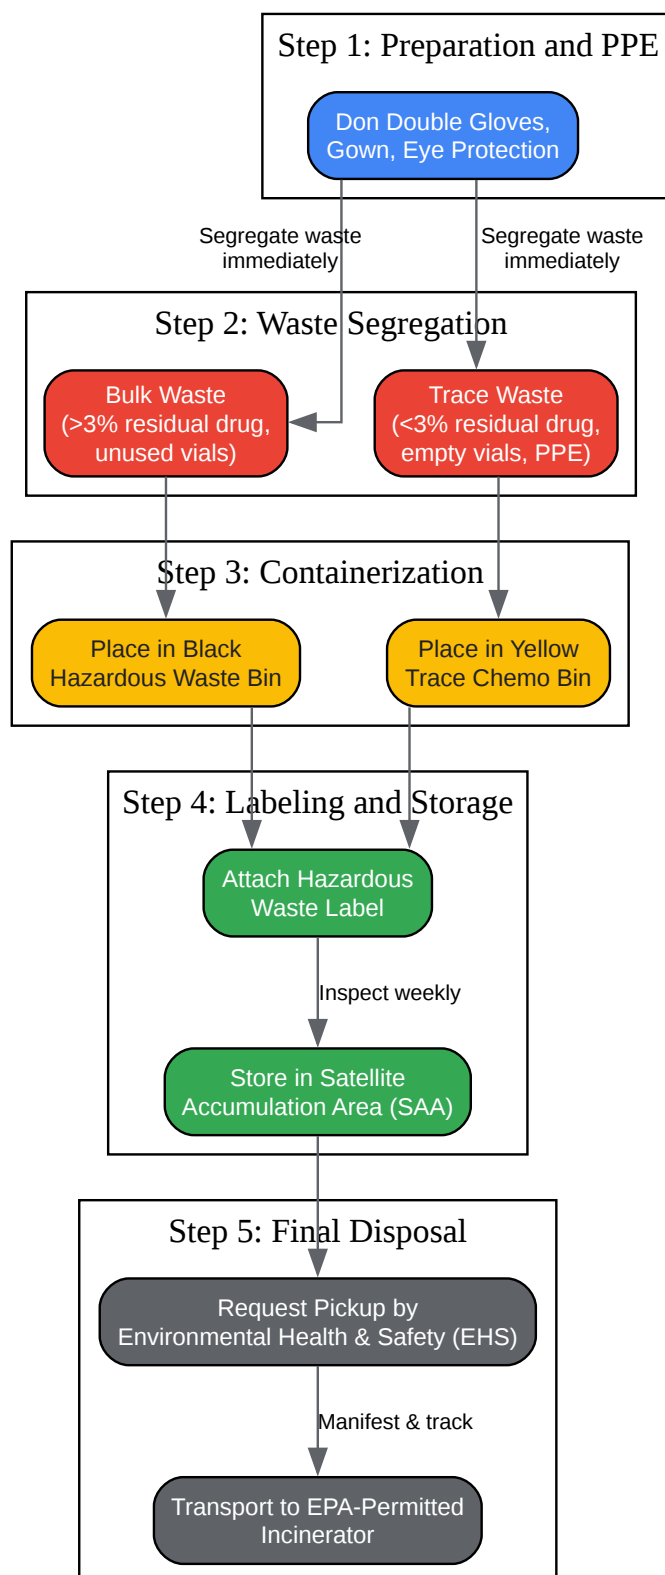 Step 1: Preparation and PPE
Don Double Gloves,
Gown, Eye Protection
Segregate waste
immediately
Segregate waste
immediately
Step 2: Waste Segregation
Bulk Waste
(>3% residual drug,
unused vials)
Trace Waste
(<3% residual drug,
empty vials, PPE)
Step 3: Containerization
Place in Black
Hazardous Waste Bin
Place in Yellow
Trace Chemo Bin
Step 4: Labeling and Storage
Attach Hazardous
Waste Label
Inspect weekly
Store in Satellite
Accumulation Area (SAA)
Step 5: Final Disposal
Request Pickup by
Environmental Health & Safety (EHS)
Manifest & track
Transport to EPA-Permitted
Incinerator